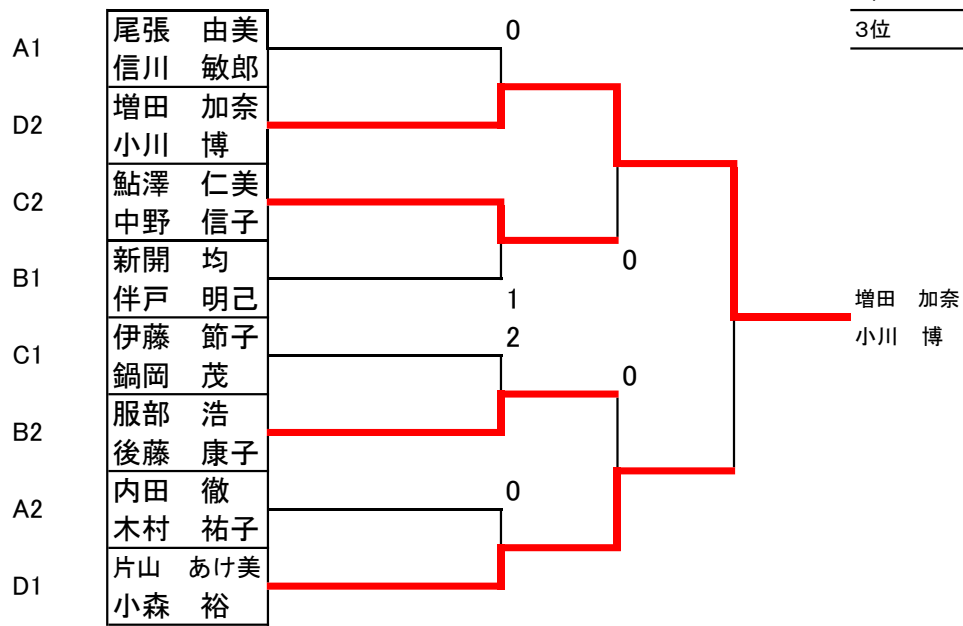 3位
A1
尾張　由美
信川　敏郎
0
D2
増田　加奈
小川　博
C2
鮎澤　仁美
中野　信子
0
B1
新開　均
伴戸　明己
1
増田　加奈
小川　博
C1
伊藤　節子
鍋岡　茂
2
0
B2
服部　浩
後藤　康子
A2
内田　徹
木村　祐子
0
D1
片山　あけ美
小森　裕